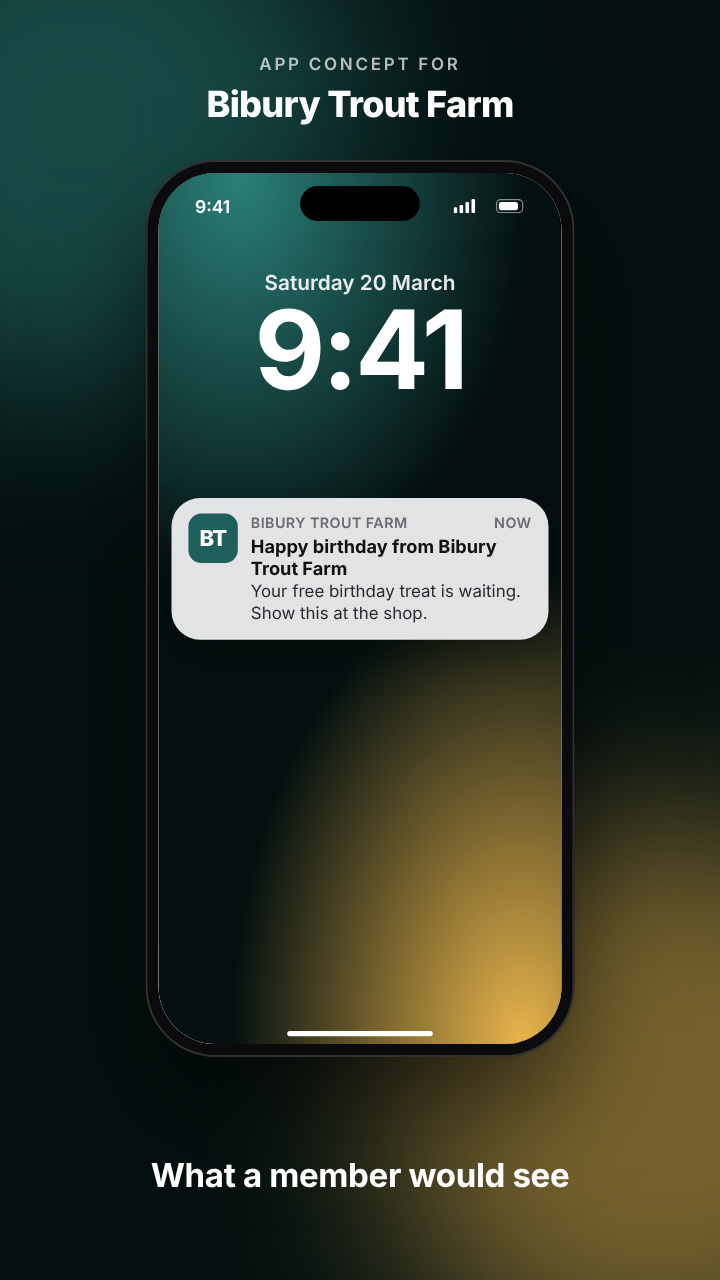 APP CONCEPT FOR
Bibury Trout Farm
9:41
Saturday 20 March
9:41
BT
BIBURY TROUT FARM NOW
Happy birthday from Bibury
Trout Farm
Your free birthday treat is waiting.
Show this at the shop.
What a member would see